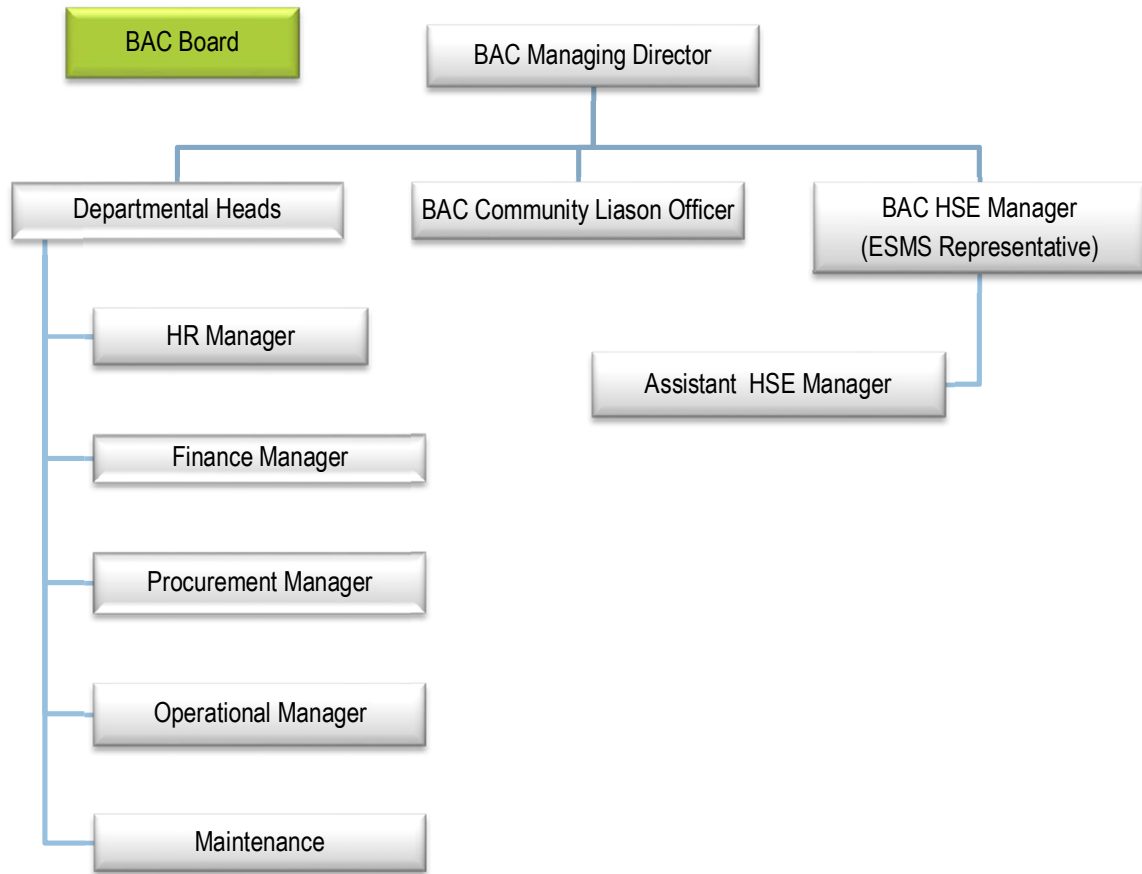 BAC Board
BAC Managing Director
Departmental Heads
BAC Community Liason Officer
BAC HSE Manager
(ESMS Representative)
HR Manager
Assistant HSE Manager
Finance Manager
Procurement Manager
Operational Manager
Maintenance